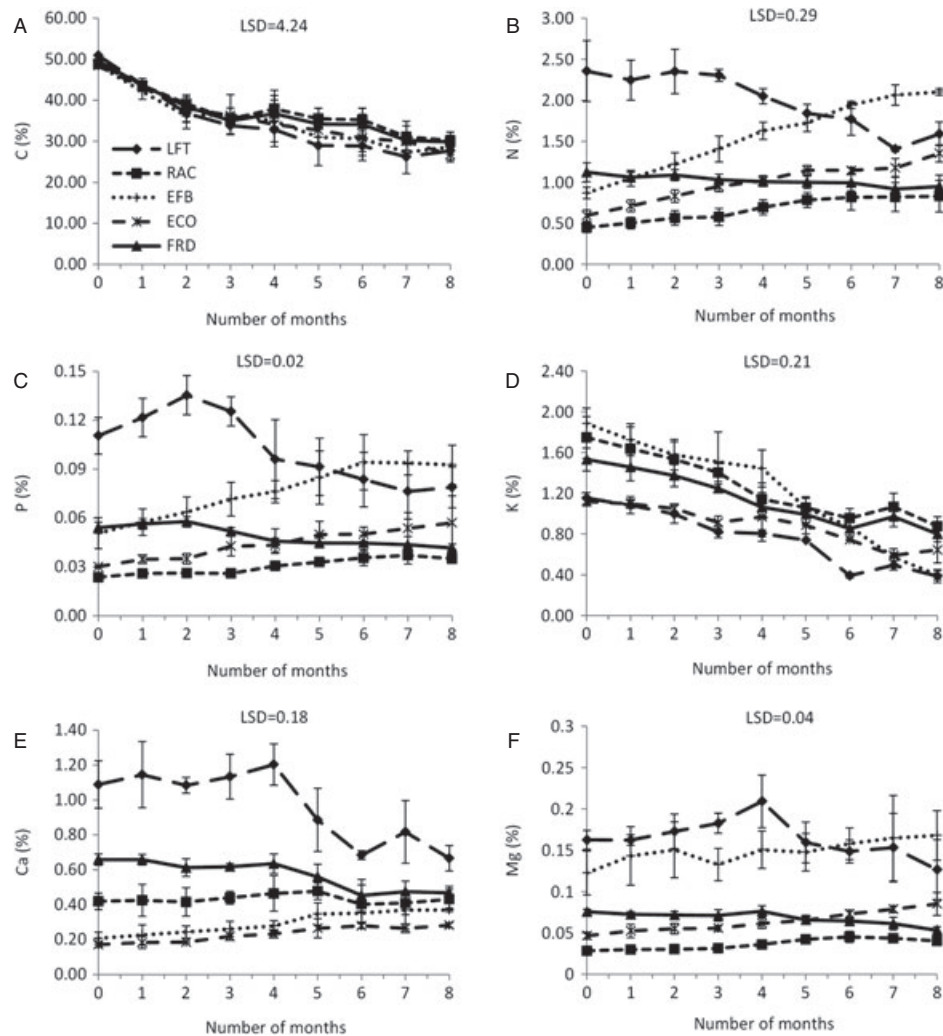 A
LSD=4.24
C (%)
60.00
50.00
40.00
30.00
20.00
10.00
0.00
LFT
RAC
EFB
ECO
FRD
0 1 2 3 4 5 6 7 8
Number of months
B
LSD=0.29
N (%)
3.00
2.50
2.00
1.50
1.00
0.50
0.00
0 1 2 3 4 5 6 7 8
Number of months
C
LSD=0.02
P (%)
0.15
0.12
0.09
0.06
0.03
0.00
0 1 2 3 4 5 6 7 8
Number of months
D
LSD=0.21
K (%)
2.40
2.00
1.60
1.20
0.80
0.40
0.00
0 1 2 3 4 5 6 7 8
Number of months
E
LSD=0.18
Ca (%)
1.40
1.20
1.00
0.80
0.60
0.40
0.20
0.00
0 1 2 3 4 5 6 7 8
Number of months
F
LSD=0.04
Mg (%)
0.3
0.25
0.2
0.15
0.1
0.05
0
0 1 2 3 4 5 6 7 8
Number of months